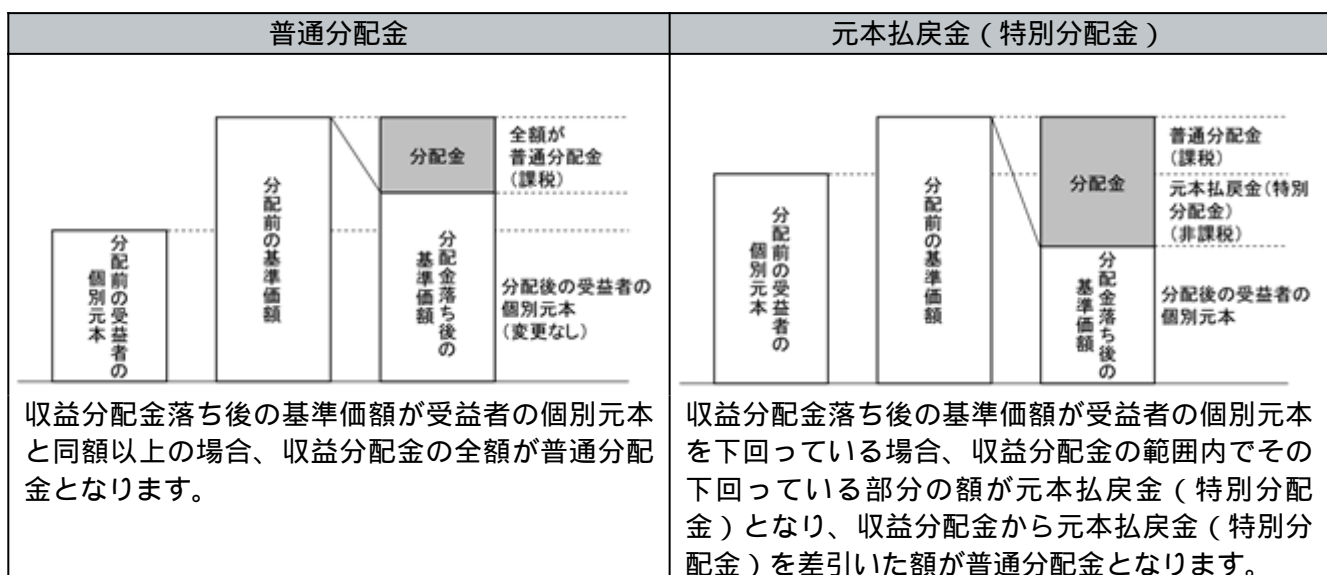 普通分配金
全額が
普通分配金
(課税)
分配金
分配前の受益者の
個別元本
分配前の基準価額
分配金落ち後の
基準価額
分配後の受益者の
個別元本
(変更なし)
収益分配金落ち後の基準価額が受益者の個別元本
と同額以上の場合、収益分配金の全額が普通分配
金となります。
元本払戻金(特別分配金)
普通分配金
(課税)
元本払戻金(特別
分配金)
(非課税)
分配金
分配前の受益者の
個別元本
分配前の基準価額
分配金落ち後の
基準価額
分配後の受益者の
個別元本
収益分配金落ち後の基準価額が受益者の個別元本
を下回っている場合、収益分配金の範囲内でその
下回っている部分の額が元本払戻金(特別分配
金)となり、収益分配金から元本払戻金(特別分
配金)を差引いた額が普通分配金となります。